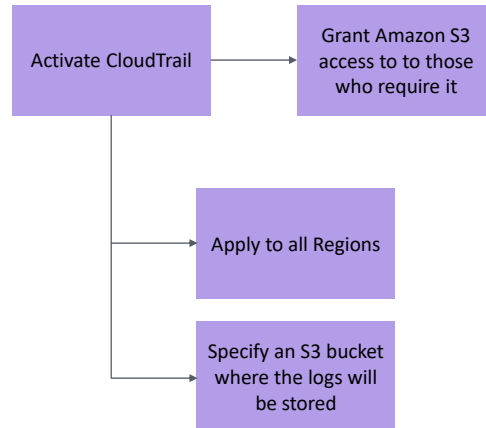 Activate CloudTrail
Grant Amazon S3
access to to those
who require it
Apply to all Regions
Specify an S3 bucket
where the logs will
be stored